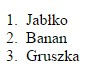 1. Jabłko
2. Banan
3. Gruszka